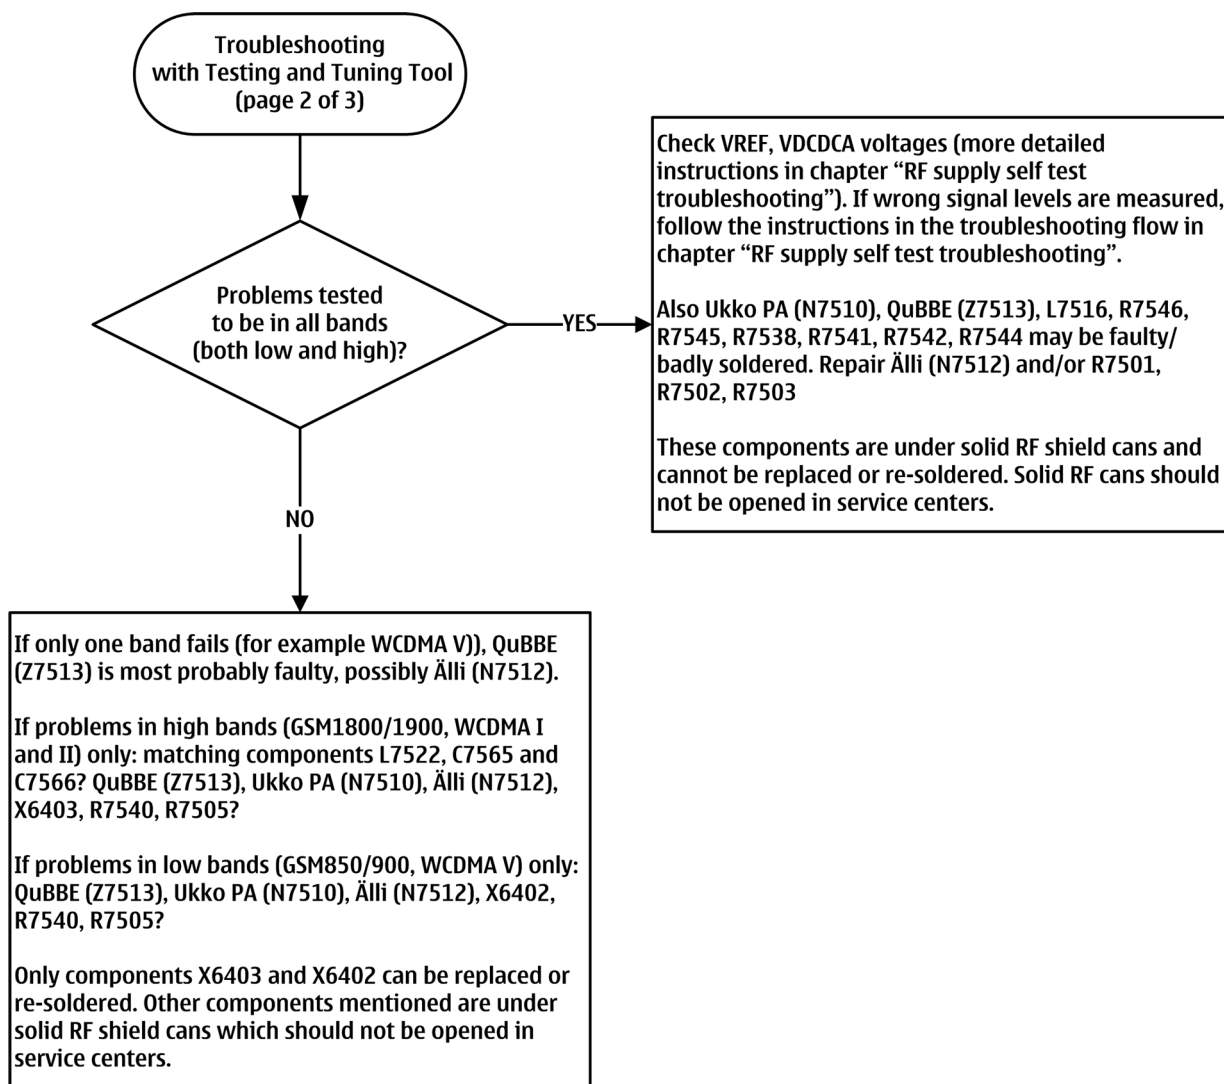 Troubleshooting
with Testing and Tuning Tool
(page 2 of 3)
Problems tested
to be in all bands
(both low and high)?
YES
Check VREF, VDCDCA voltages (more detailed
instructions in chapter “RF supply self test
troubleshooting”). If wrong signal levels are measured,
follow the instructions in the troubleshooting flow in
chapter “RF supply self test troubleshooting”.
Also Ukko PA (N7510), QuBBE (Z7513), L7516, R7546,
R7545, R7538, R7541, R7542, R7544 may be faulty/
badly soldered. Repair Älli (N7512) and/or R7501,
R7502, R7503
These components are under solid RF shield cans and
cannot be replaced or re-soldered. Solid RF cans should
not be opened in service centers.
NO
If only one band fails (for example WCDMA V)), QuBBE
(Z7513) is most probably faulty, possibly Älli (N7512).
If problems in high bands (GSM1800/1900, WCDMA I
and II) only: matching components L7522, C7565 and
C7566? QuBBE (Z7513), Ukko PA (N7510), Älli (N7512),
X6403, R7540, R7505?
If problems in low bands (GSM850/900, WCDMA V) only:
QuBBE (Z7513), Ukko PA (N7510), Älli (N7512), X6402,
R7540, R7505?
Only components X6403 and X6402 can be replaced or
re-soldered. Other components mentioned are under
solid RF shield cans which should not be opened in
service centers.